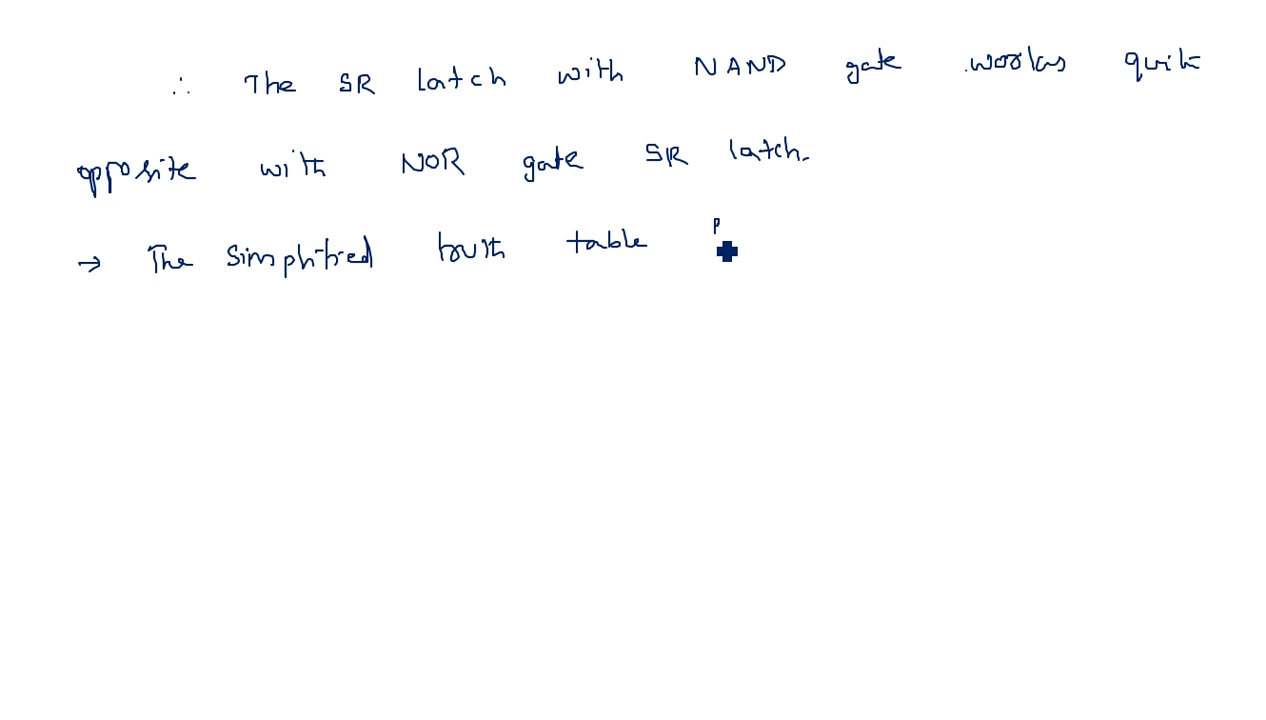 ∴ The SR latch with NAND gate works quite
opposite with NOR gate SR latch.
→ The simplified truth table